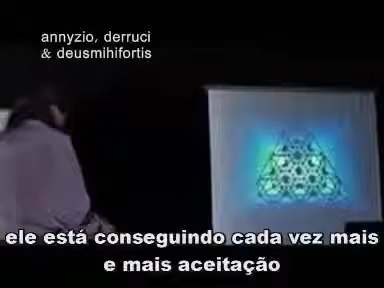 annyzio, derruci
& deusmihifortis
ele está conseguindo cada vez mais
e mais aceitação